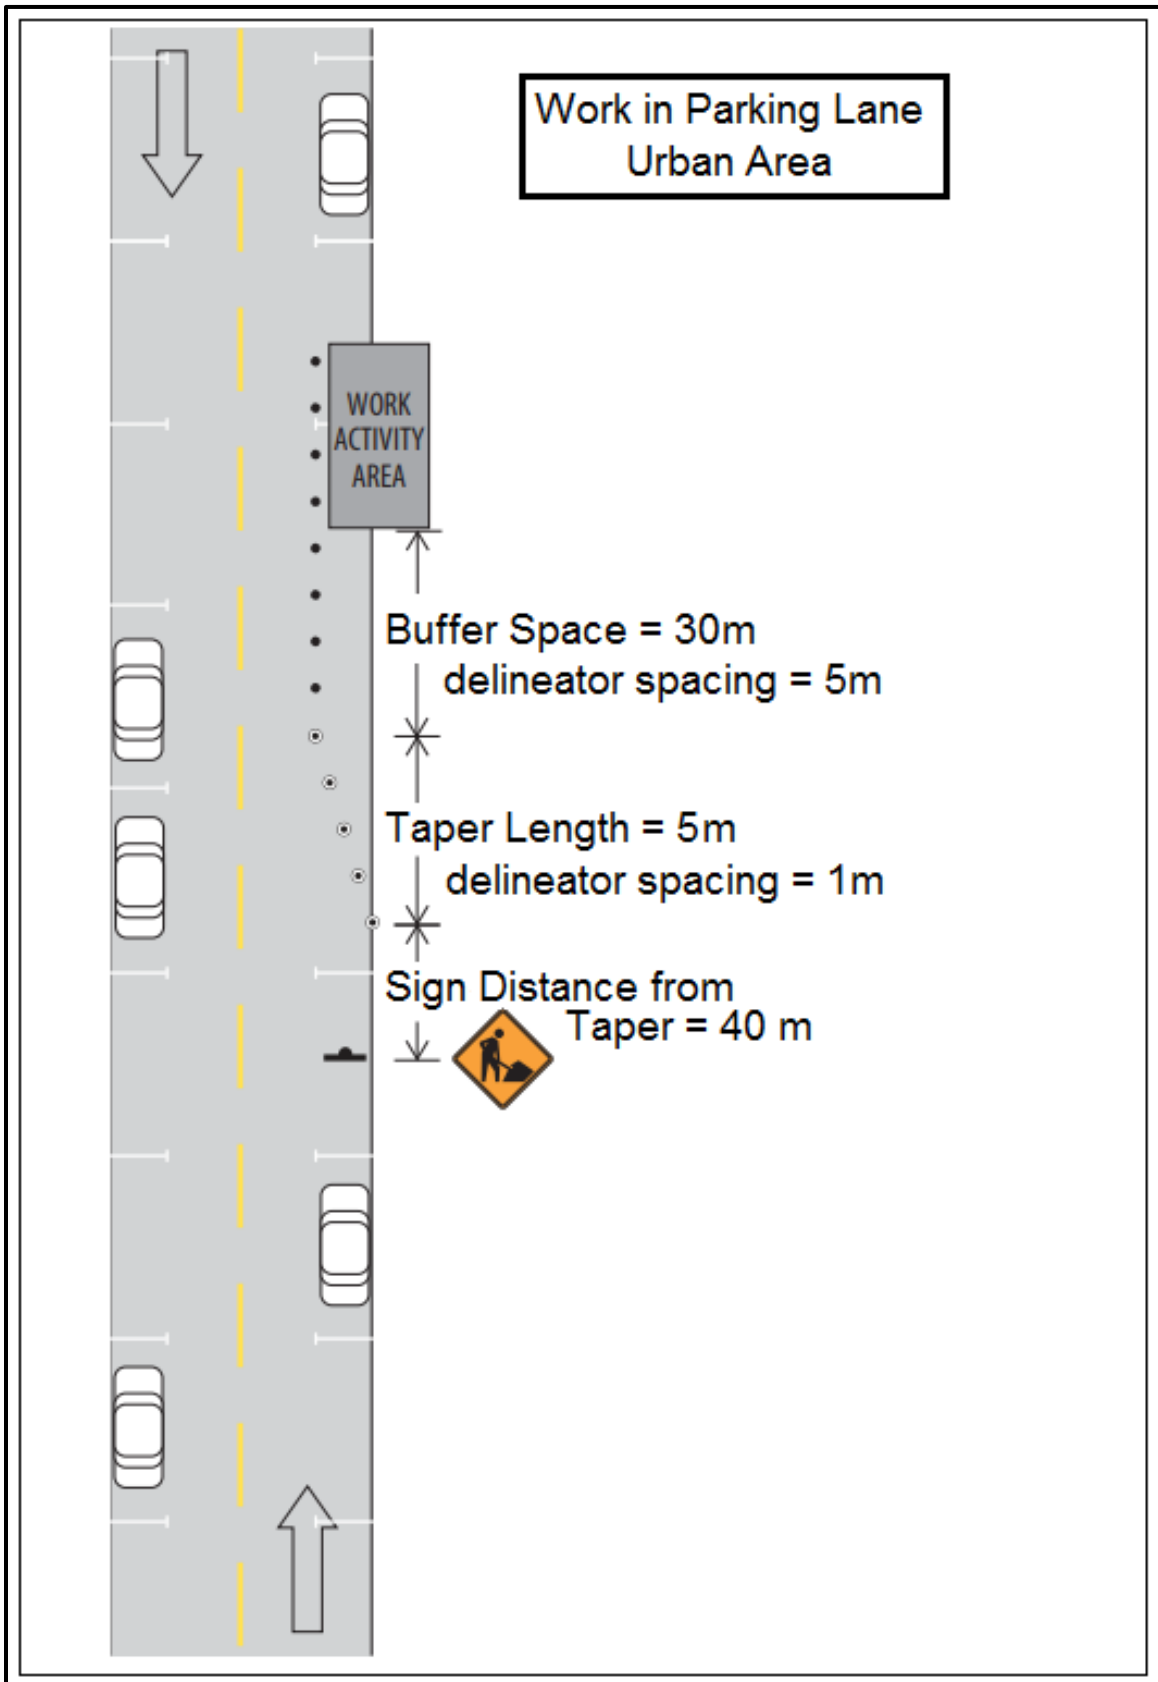 Work in Parking Lane
Urban Area
WORK
ACTIVITY
AREA
Buffer Space = 30m
delineator spacing = 5m
Taper Length = 5m
delineator spacing = 1m
Sign Distance from
Taper = 40 m